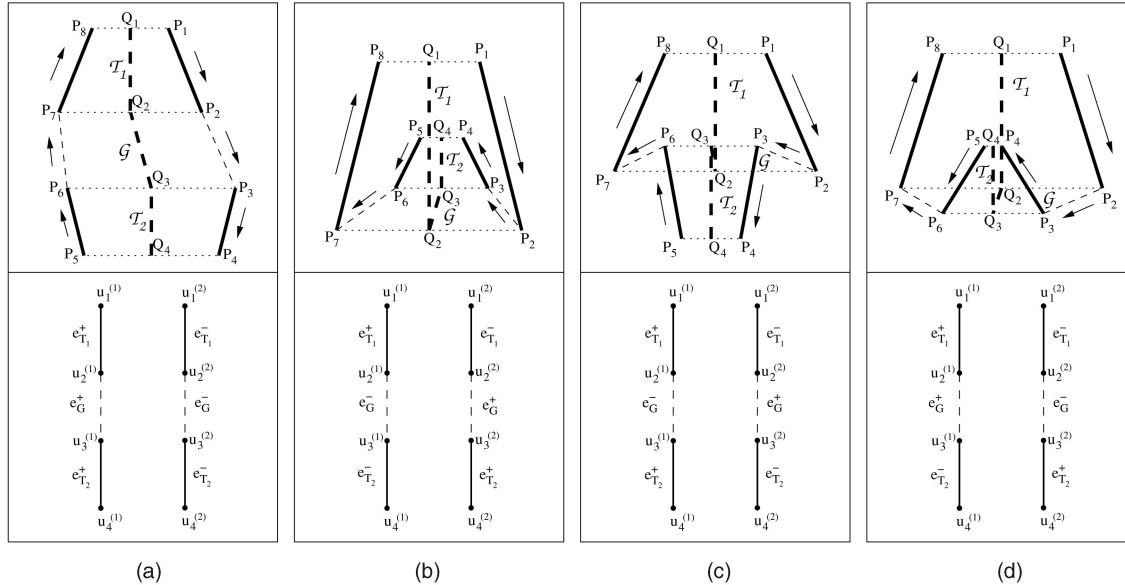 P8 Q1 P1
T1
P7 Q2 P2
G
P6 Q3 P3
T2
P5 Q4 P4
u1(1) u1(2)
e+T1 e−T1
u2(1) u2(2)
e+G e−G
u3(1) u3(2)
e+T2 e−T2
u4(1) u4(2)
(a)
P8 Q1 P1
T1
P5 Q4 P4
T2
P6 Q3 P3
G
P7 Q2 P2
u1(1) u1(2)
e+T1 e−T1
u2(1) u2(2)
e−G e+G
u3(1) u3(2)
e−T2 e+T2
u4(1) u4(2)
(b)
P8 Q1 P1
T1
P6 Q3 P3
G
P7 Q2 P2
T2
P5 Q4 P4
u1(1) u1(2)
e+T1 e−T1
u2(1) u2(2)
e−G e+G
u3(1) u3(2)
e+T2 e−T2
u4(1) u4(2)
(c)
P8 Q1 P1
T1
P5 Q4 P4
T2
P7 Q2 G P2
P6 Q3 P3
u1(1) u1(2)
e+T1 e−T1
u2(1) u2(2)
e+G e−G
u3(1) u3(2)
e−T2 e+T2
u4(1) u4(2)
(d)